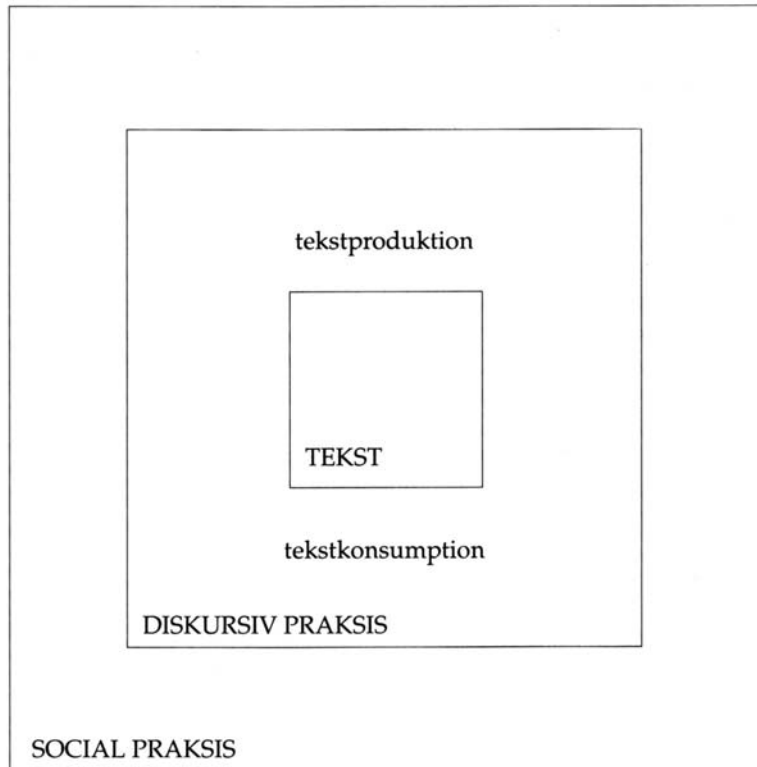 tekstproduktion
TEKST
tekstkonsumption
DISKURSIV PRAKSIS
SOCIAL PRAKSIS